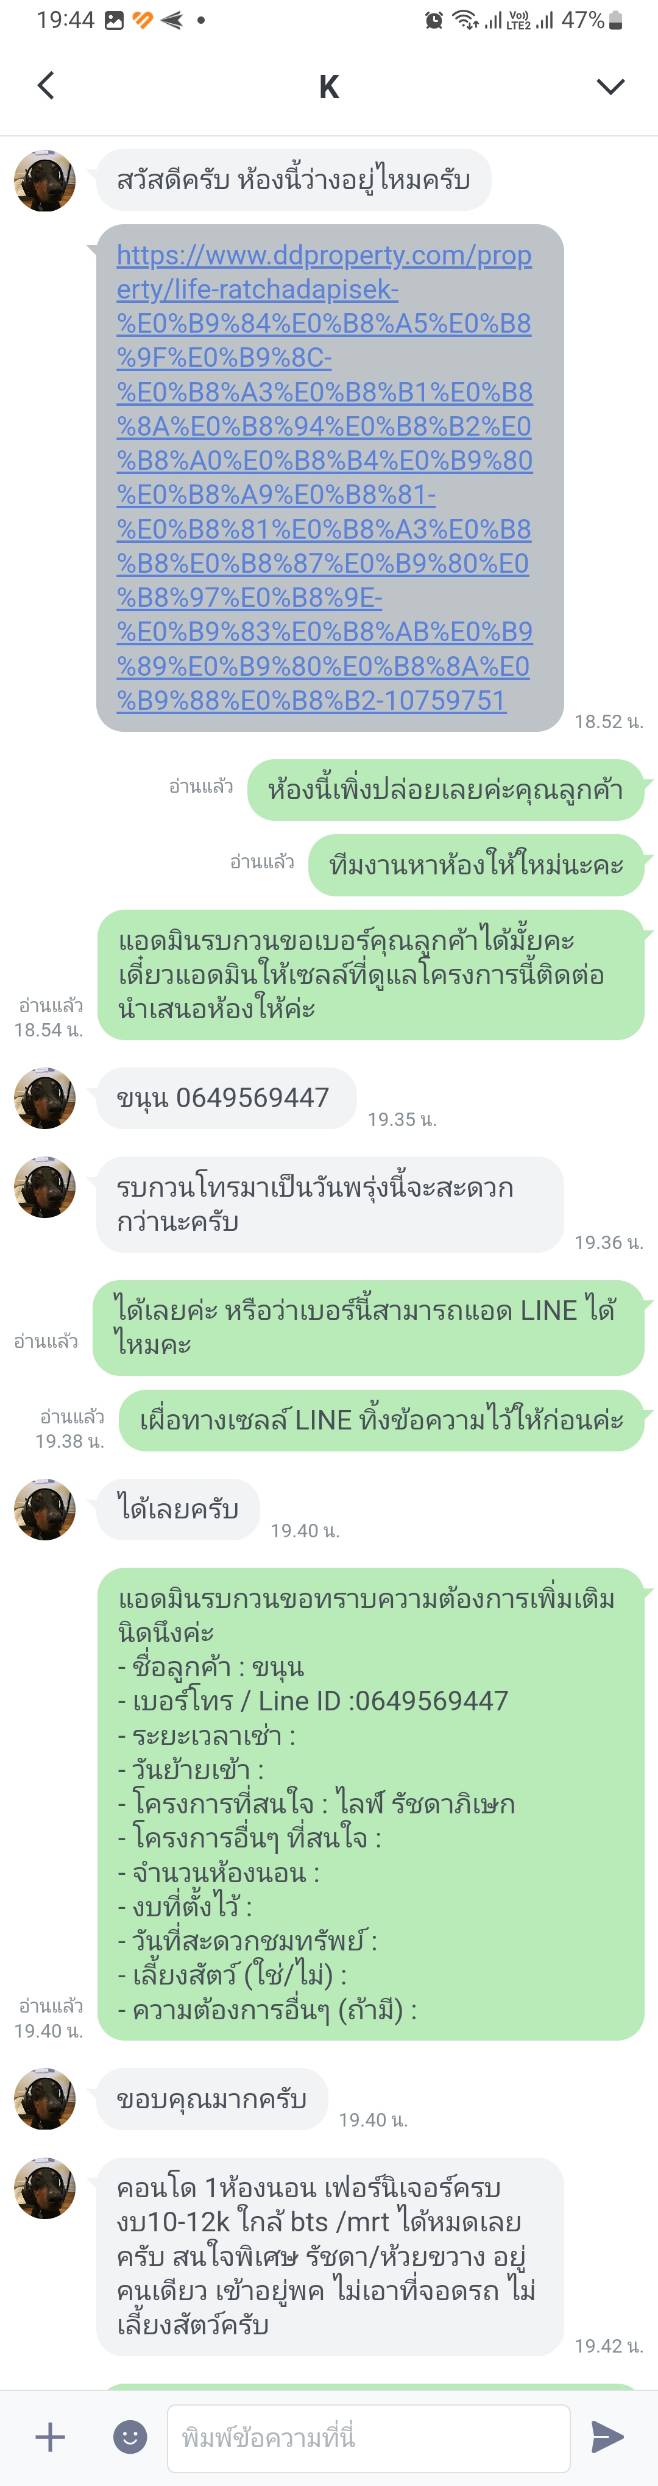 19:44
Vo))
LTE2
47%
K
สวัสดีครับ ห้องนี้ว่างอยู่ไหมครับ
https://www.ddproperty.com/prop
erty/life-ratchadapisek-
%E0%B9%84%E0%B8%A5%E0%B8
%9F%E0%B9%8C-
%E0%B8%A3%E0%B8%B1%E0%B8
%8A%E0%B8%94%E0%B8%B2%E0
%B8%A0%E0%B8%B4%E0%B9%80
%E0%B8%A9%E0%B8%81-
%E0%B8%81%E0%B8%A3%E0%B8
%B8%E0%B8%87%E0%B9%80%E0
%B8%97%E0%B8%9E-
%E0%B9%83%E0%B8%AB%E0%B9
%89%E0%B9%80%E0%B8%8A%E0
%B9%88%E0%B8%B2-10759751
18.52 น.
อ่านแล้ว
ห้องนี้เพิ่งปล่อยเลยค่ะคุณลูกค้า
อ่านแล้ว
ทีมงานหาห้องให้ใหม่นะคะ
แอดมินรบกวนขอเบอร์คุณลูกค้าได้มั้ยคะ
เดี๋ยวแอดมินให้เซลล์ที่ดูแลโครงการนี้ติดต่อ
นำเสนอห้องให้ค่ะ
อ่านแล้ว
18.54 น.
ขนุน 0649569447
19.35 น.
รบกวนโทรมาเป็นวันพรุ่งนี้จะสะดวก
กว่านะครับ
19.36 น.
ได้เลยค่ะ หรือว่าเบอร์นี้สามารถแอด LINE ได้
ไหมคะ
อ่านแล้ว
เผื่อทางเซลล์ LINE ทิ้งข้อความไว้ให้ก่อนค่ะ
อ่านแล้ว
19.38 น.
ได้เลยครับ
19.40 น.
แอดมินรบกวนขอทราบความต้องการเพิ่มเติม
นิดนึงค่ะ
- ชื่อลูกค้า : ขนุน
- เบอร์โทร / Line ID :0649569447
- ระยะเวลาเช่า :
- วันย้ายเข้า :
- โครงการที่สนใจ : ไลฟ์ รัชดาภิเษก
- โครงการอื่นๆ ที่สนใจ :
- จำนวนห้องนอน :
- งบที่ตั้งไว้ :
- วันที่สะดวกชมทรัพย์ :
- เลี้ยงสัตว์ (ใช่/ไม่) :
- ความต้องการอื่นๆ (ถ้ามี) :
อ่านแล้ว
19.40 น.
ขอบคุณมากครับ
19.40 น.
คอนโด 1ห้องนอน เฟอร์นิเจอร์ครบ
งบ10-12k ใกล้ bts /mrt ได้หมดเลย
ครับ สนใจพิเศษ รัชดา/ห้วยขวาง อยู่
คนเดียว เข้าอยู่พค ไม่เอาที่จอดรถ ไม่
เลี้ยงสัตว์ครับ
19.42 น.
พิมพ์ข้อความที่นี่